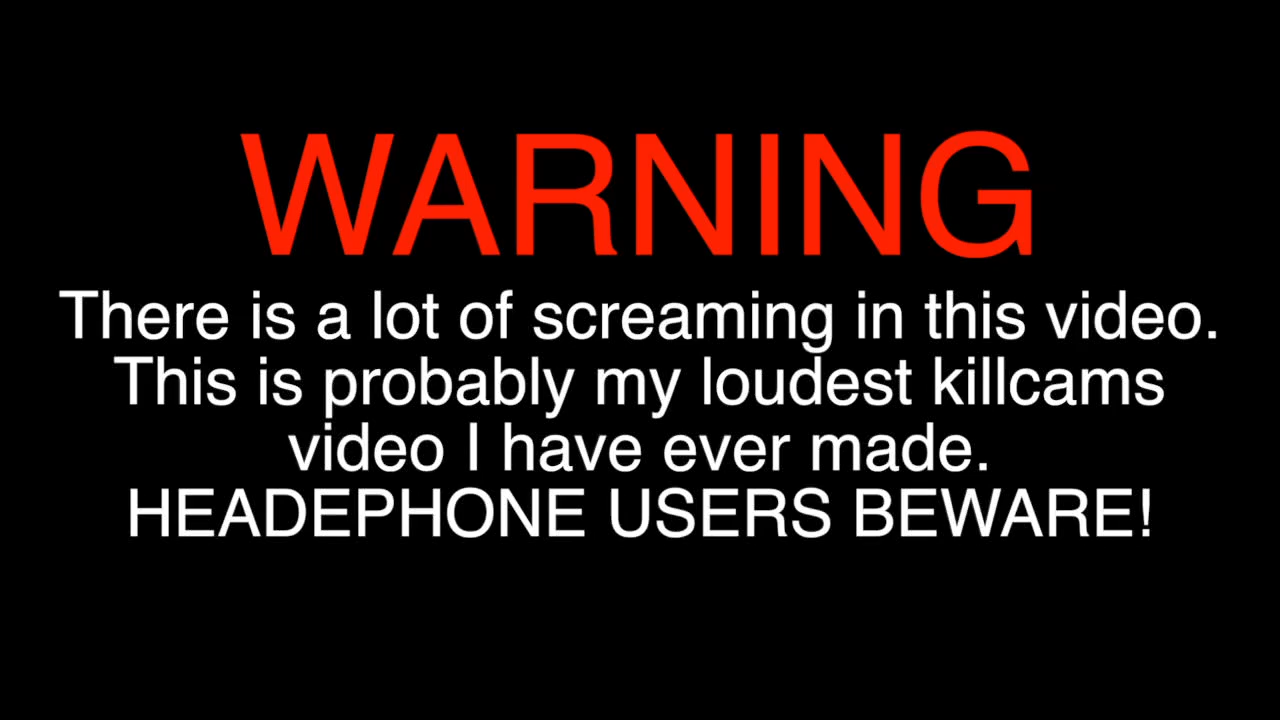 WARNING
There is a lot of screaming in this video.
This is probably my loudest killcams
video I have ever made.
HEADEPHONE USERS BEWARE!